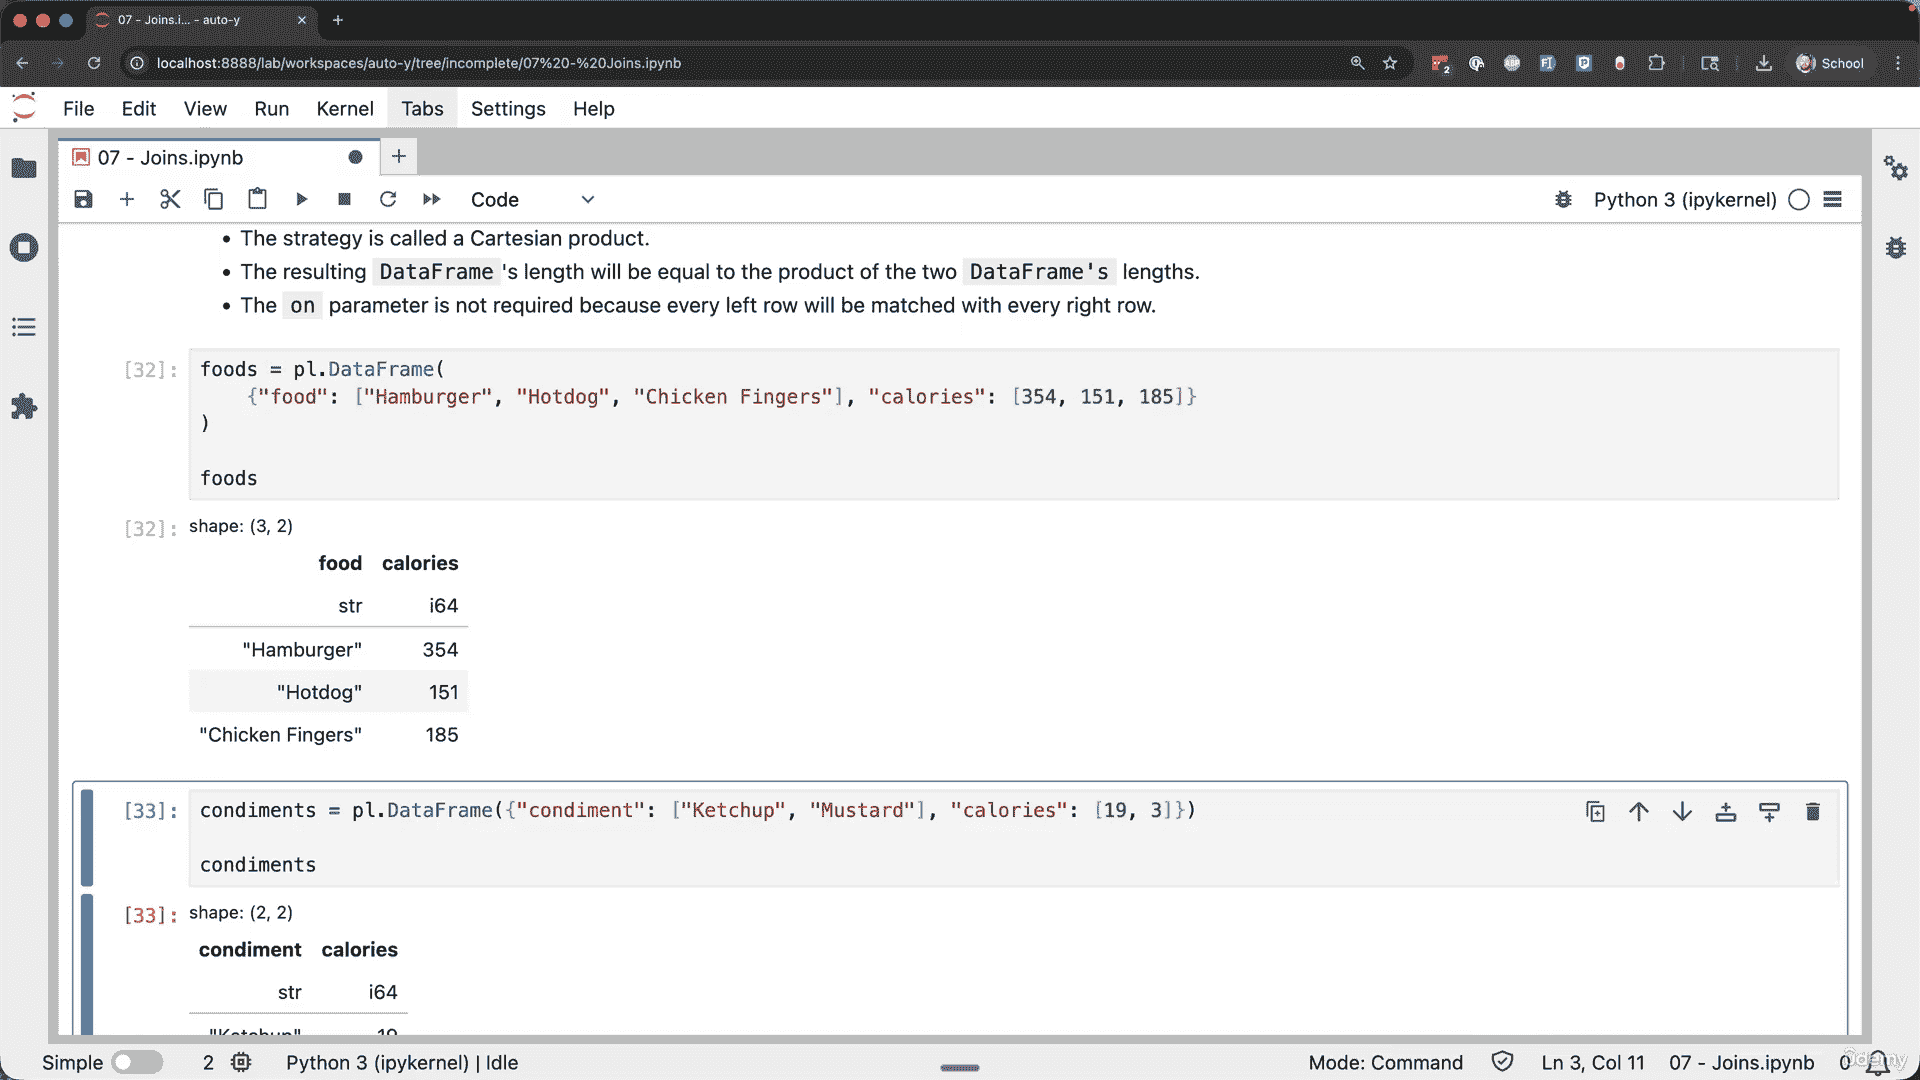 07 - Joins.i... - auto-y
localhost:8888/lab/workspaces/auto-y/tree/incomplete/07%20-%20Joins.ipynb
2
School
File Edit View Run Kernel Tabs Settings Help
07 - Joins.ipynb
Code
Python 3 (ipykernel)
• The strategy is called a Cartesian product.
• The resulting DataFrame 's length will be equal to the product of the two DataFrame's lengths.
• The on parameter is not required because every left row will be matched with every right row.
[32]: foods = pl.DataFrame(
{"food": ["Hamburger", "Hotdog", "Chicken Fingers"], "calories": [354, 151, 185]}
)
foods
[32]: shape: (3, 2)
food calories
str i64
"Hamburger" 354
"Hotdog" 151
"Chicken Fingers" 185
[33]: condiments = pl.DataFrame({"condiment": ["Ketchup", "Mustard"], "calories": [19, 3]})
condiments
[33]: shape: (2, 2)
condiment calories
str i64
"Ketchup" 19
Simple 2 Python 3 (ipykernel) | Idle Mode: Command Ln 3, Col 11 07 - Joins.ipynb 0